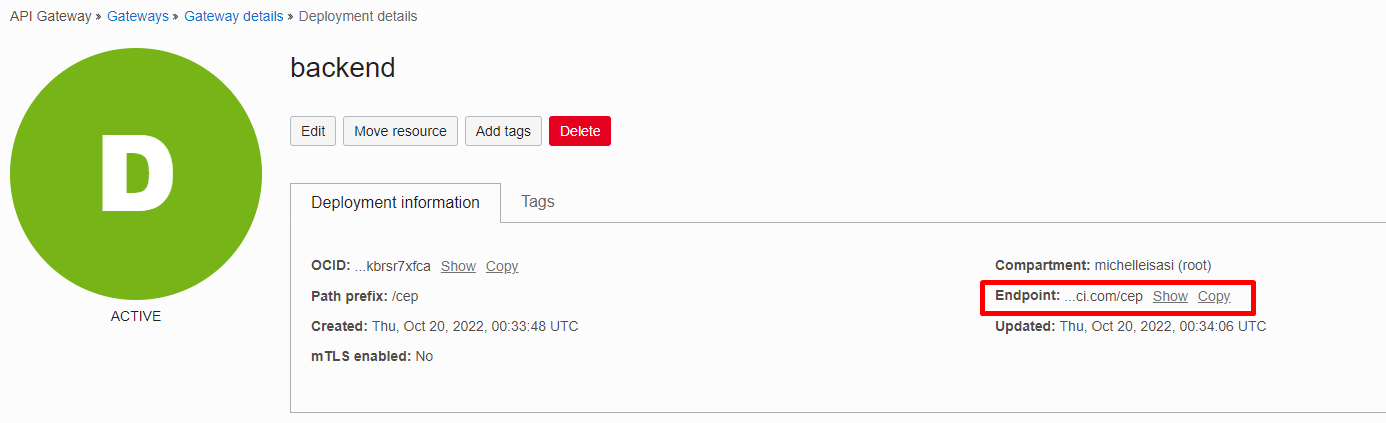 API Gateway » Gateways » Gateway details » Deployment details
D
ACTIVE
backend
Edit Move resource Add tags Delete
Deployment information Tags
OCID: ...kbrsr7xfca Show Copy
Path prefix: /cep
Created: Thu, Oct 20, 2022, 00:33:48 UTC
mTLS enabled: No
Compartment: michelleisasi (root)
Endpoint: ...ci.com/cep Show Copy
Updated: Thu, Oct 20, 2022, 00:34:06 UTC